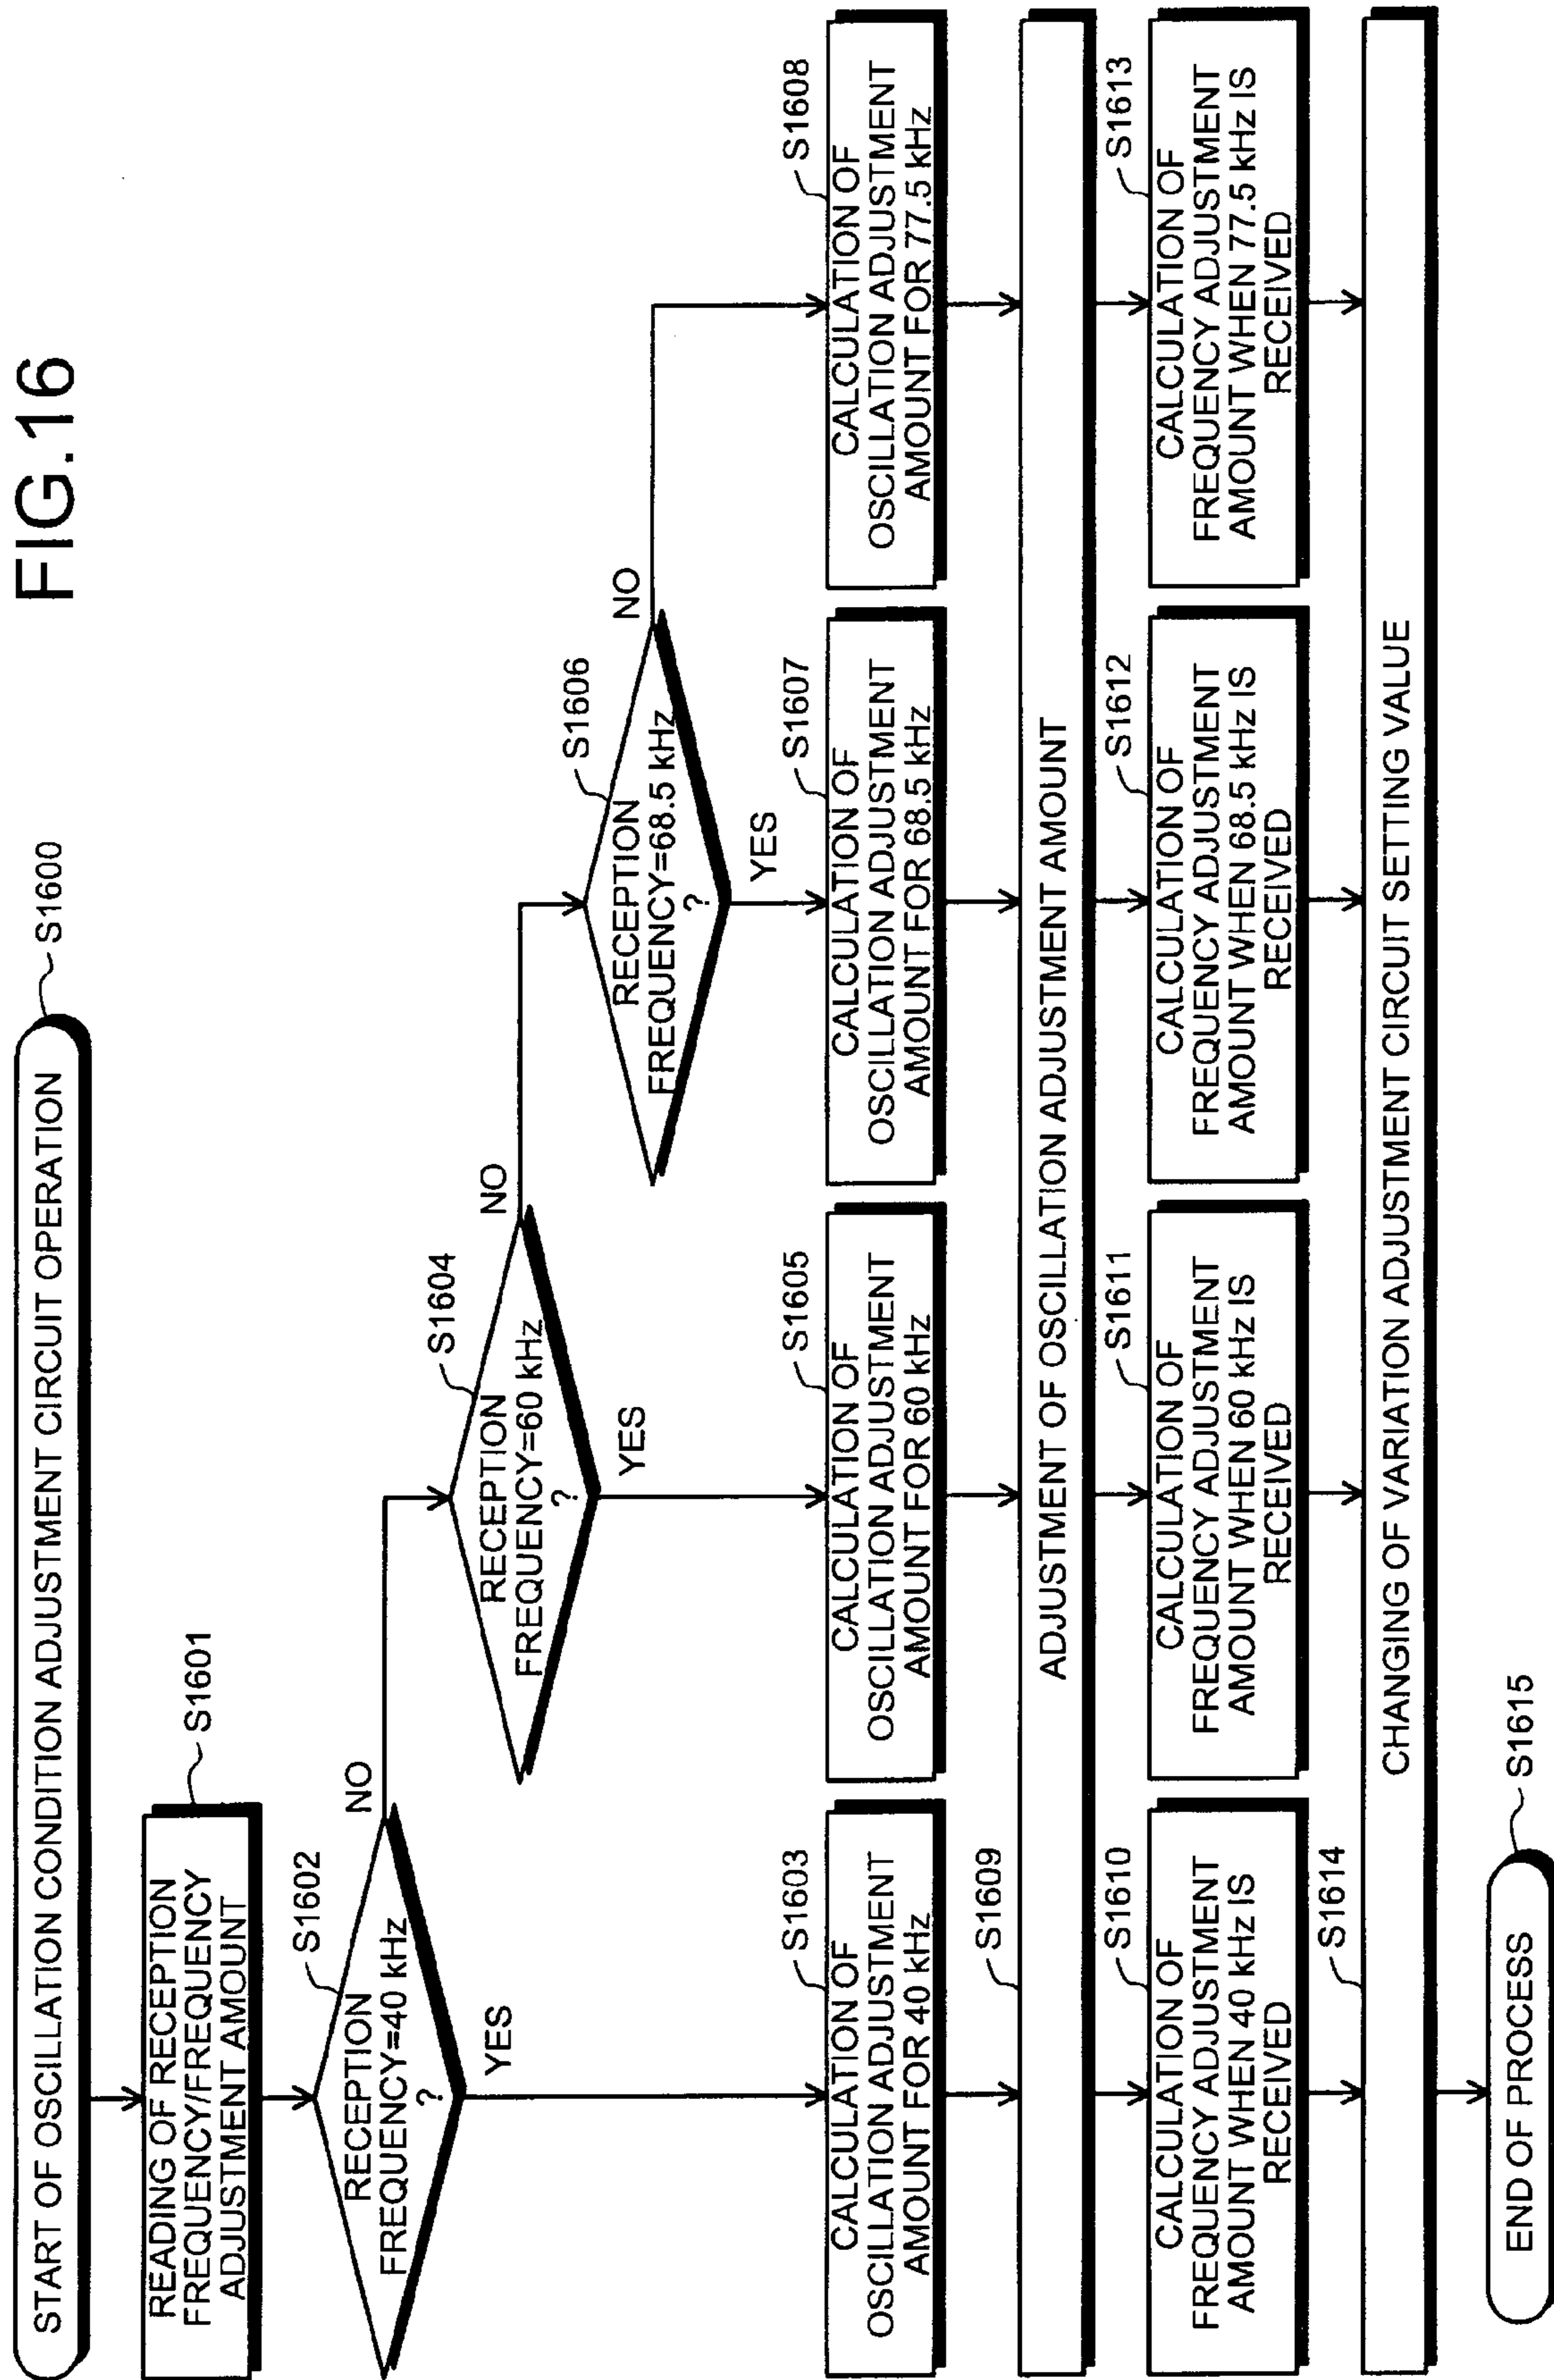 FIG.16
START OF OSCILLATION CONDITION ADJUSTMENT CIRCUIT OPERATION
S1600
READING OF RECEPTION
FREQUENCY/FREQUENCY
ADJUSTMENT AMOUNT
S1601
RECEPTION
FREQUENCY=40 kHz
?
S1602
NO
YES
RECEPTION
FREQUENCY=60 kHz
?
S1604
NO
YES
RECEPTION
FREQUENCY=68.5 kHz
?
S1606
NO
YES
CALCULATION OF
OSCILLATION ADJUSTMENT
AMOUNT FOR 40 kHz
S1603
CALCULATION OF
OSCILLATION ADJUSTMENT
AMOUNT FOR 60 kHz
S1605
CALCULATION OF
OSCILLATION ADJUSTMENT
AMOUNT FOR 68.5 kHz
S1607
CALCULATION OF
OSCILLATION ADJUSTMENT
AMOUNT FOR 77.5 kHz
S1608
S1609
ADJUSTMENT OF OSCILLATION ADJUSTMENT AMOUNT
CALCULATION OF
FREQUENCY ADJUSTMENT
AMOUNT WHEN 40 kHz IS
RECEIVED
S1610
CALCULATION OF
FREQUENCY ADJUSTMENT
AMOUNT WHEN 60 kHz IS
RECEIVED
S1611
CALCULATION OF
FREQUENCY ADJUSTMENT
AMOUNT WHEN 68.5 kHz IS
RECEIVED
S1612
CALCULATION OF
FREQUENCY ADJUSTMENT
AMOUNT WHEN 77.5 kHz IS
RECEIVED
S1613
S1614
CHANGING OF VARIATION ADJUSTMENT CIRCUIT SETTING VALUE
END OF PROCESS
S1615